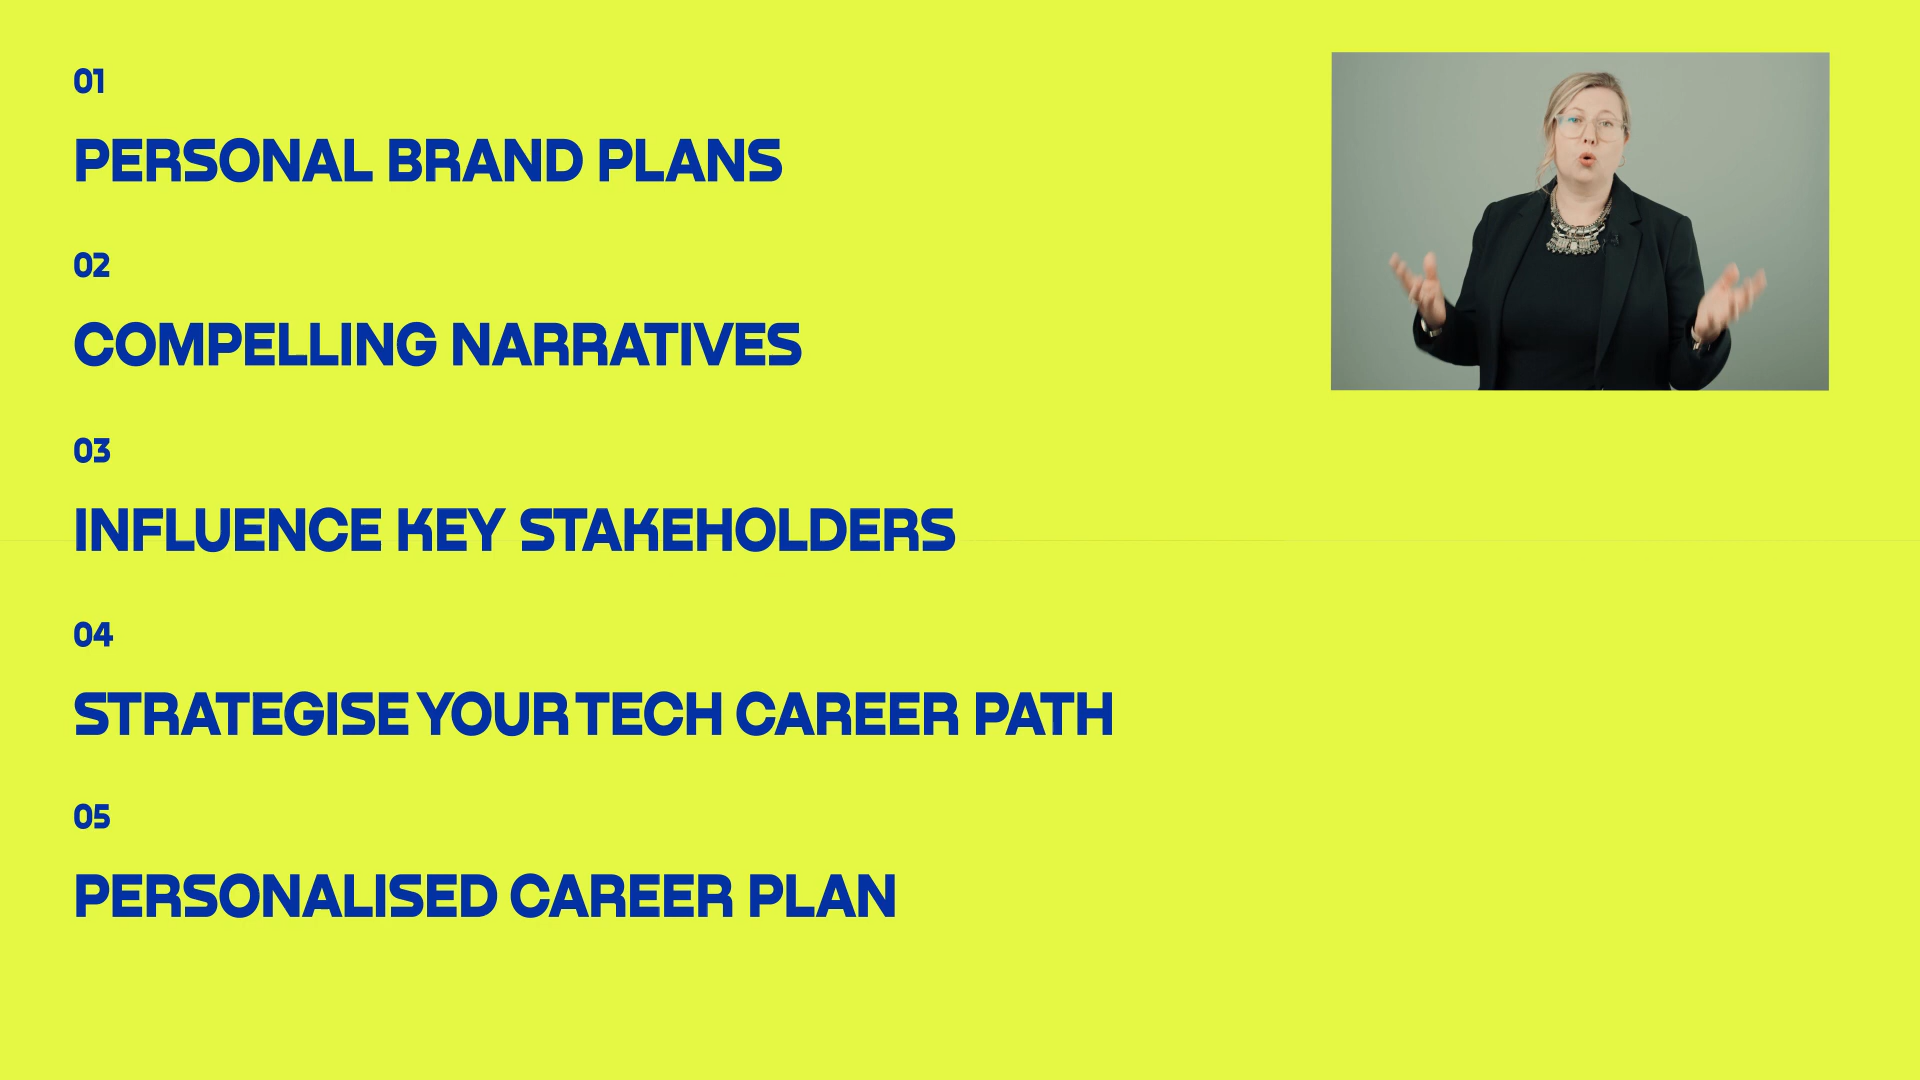 01
PERSONAL BRAND PLANS
02
COMPELLING NARRATIVES
03
INFLUENCE KEY STAKEHOLDERS
04
STRATEGISE YOUR TECH CAREER PATH
05
PERSONALISED CAREER PLAN